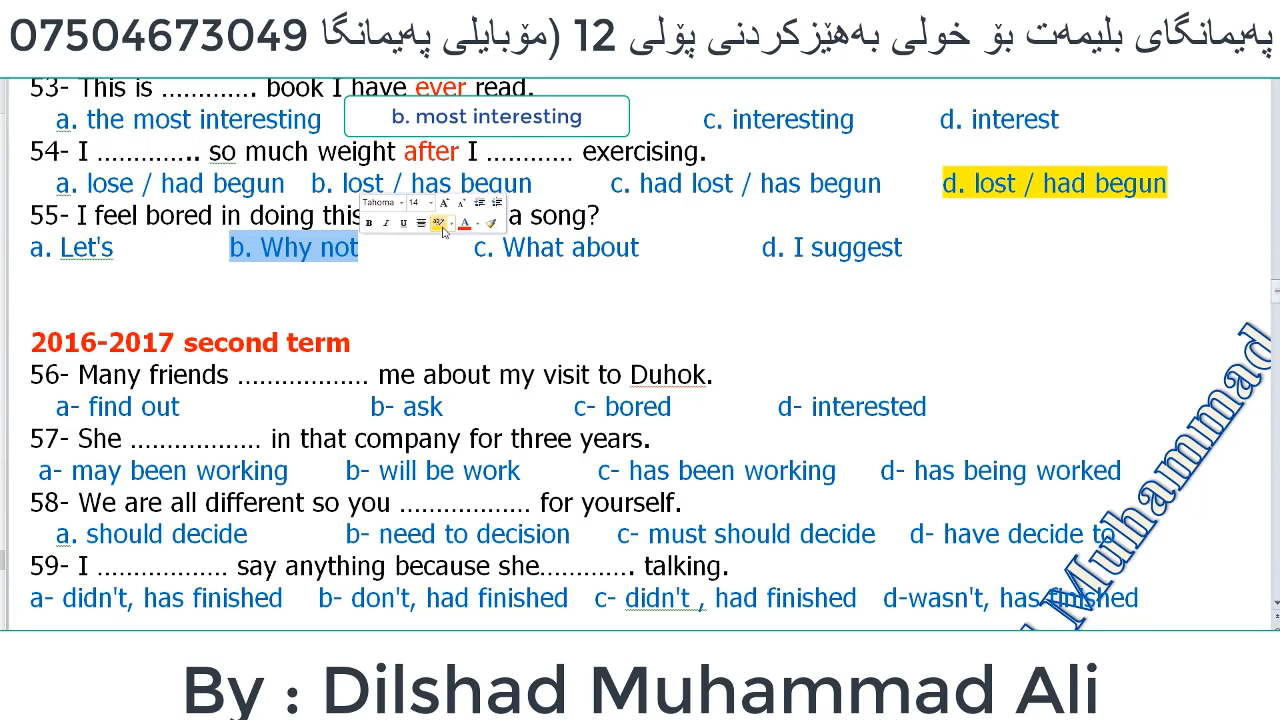 پەیمانگای بلیمەت بۆ خولی بەهێزکردنی پۆلی 12 (مۆبایلی پەیمانگا 07504673049
53- This is ............. book I have ever read.
a. the most interesting b. most interesting c. interesting d. interest
54- I .............. so much weight after I ............ exercising.
a. lose / had begun b. lost / has begun c. had lost / has begun d. lost / had begun
Tahoma 14
55- I feel bored in doing this a song?
a. Let's b. Why not c. What about d. I suggest
2016-2017 second term
56- Many friends .................. me about my visit to Duhok.
a- find out b- ask c- bored d- interested
57- She .................. in that company for three years.
a- may been working b- will be work c- has been working d- has being worked
58- We are all different so you .................. for yourself.
a. should decide b- need to decision c- must should decide d- have decide to
59- I .................. say anything because she............. talking.
a- didn't, has finished b- don't, had finished c- didn't , had finished d-wasn't, has finished
Muhammad
By : Dilshad Muhammad Ali